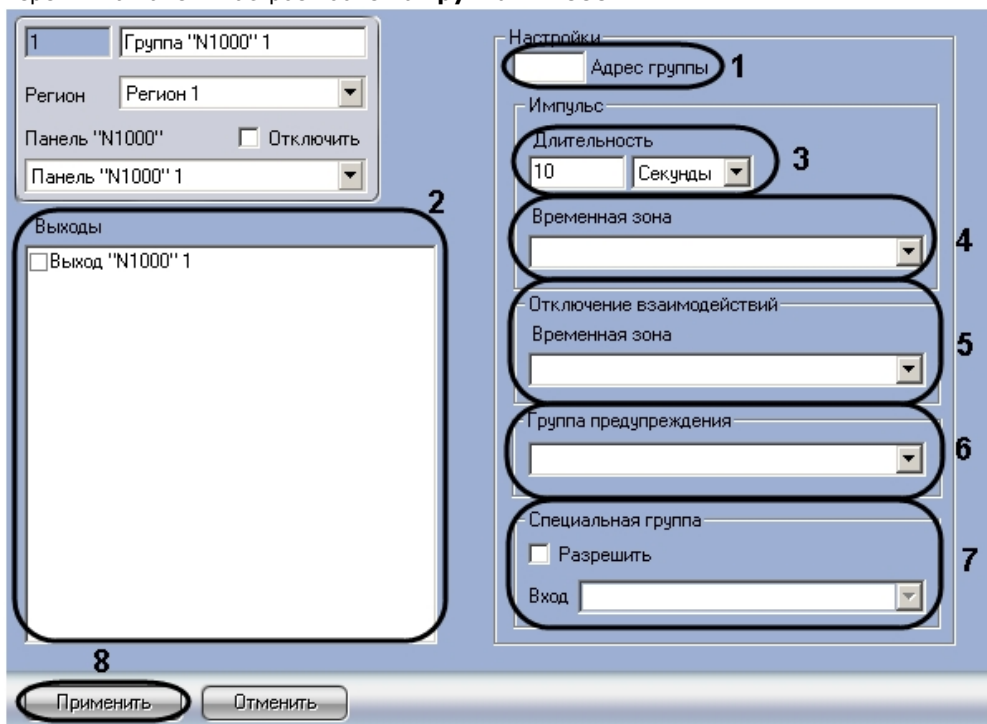 1 Группа "N1000" 1
Регион Регион 1
Панель "N1000" Отключить
Панель "N1000" 1
2
Выходы
Выход "N1000" 1
Настройки
Адрес группы 1
Импульс
Длительность
10 Секунды 3
Временная зона
4
Отключение взаимодействий
Временная зона
5
Группа предупреждения
6
Специальная группа
Разрешить
7
Вход
8
Применить Отменить